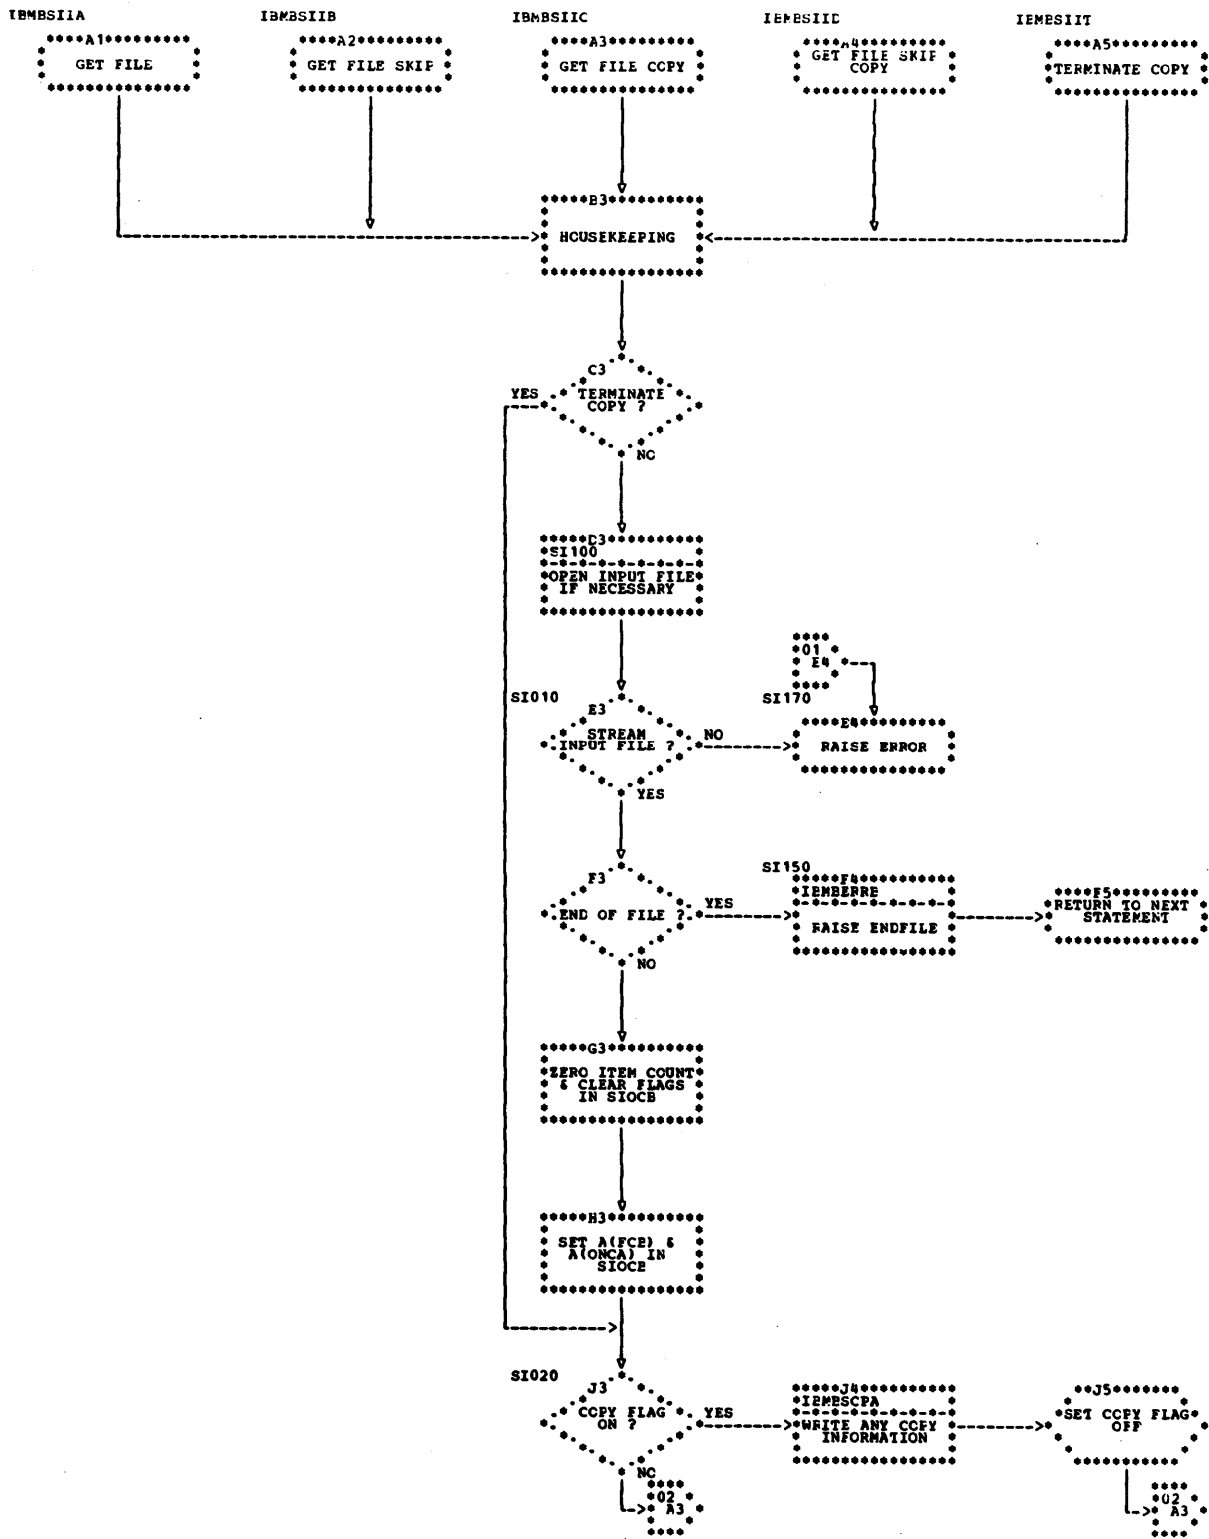 IBMBSIIA IBMBSIIB IBMBSIIC IBMBSIID IBMBSIIT
A1 A2 A3 A4 A5
GET FILE GET FILE SKIP GET FILE COPY GET FILE SKIP TERMINATE COPY
COPY
B3
HOUSEKEEPING
C3
YES TERMINATE
COPY ?
NO
D3
SI100
OPEN INPUT FILE
IF NECESSARY
01
E4
SI010 SI170
E3 E4
STREAM NO
INPUT FILE ? RAISE ERROR
YES
SI150
F3 F4 F5
IBMBERRE RETURN TO NEXT
YES STATEMENT
END OF FILE ? RAISE ENDFILE
NO
G3
ZERO ITEM COUNT
& CLEAR FLAGS
IN SIOCB
H3
SET A(FCB) &
A(ONCA) IN
SIOCB
SI020
J3 J4 J5
IBMBSCPA
COPY FLAG YES WRITE ANY COPY SET COPY FLAG
ON ? INFORMATION OFF
NO
02 02
A3 A3